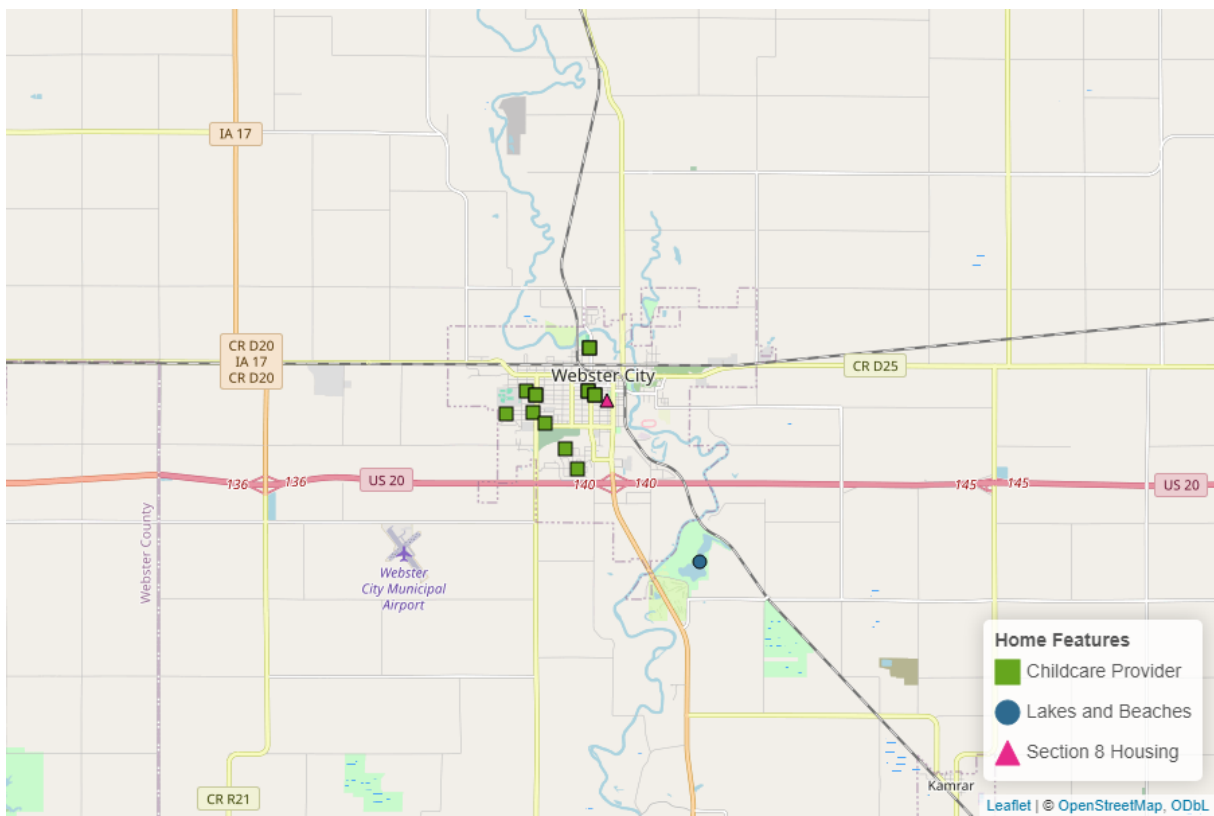 IA 17
CR D20
IA 17
CR D20
Webster City
CR D25
136
136
US 20
140
140
145
145
US 20
Webster County
Webster
City Municipal
Airport
CR R21
Kamrar
Home Features
Childcare Provider
Lakes and Beaches
Section 8 Housing
Leaflet | © OpenStreetMap, ODbL